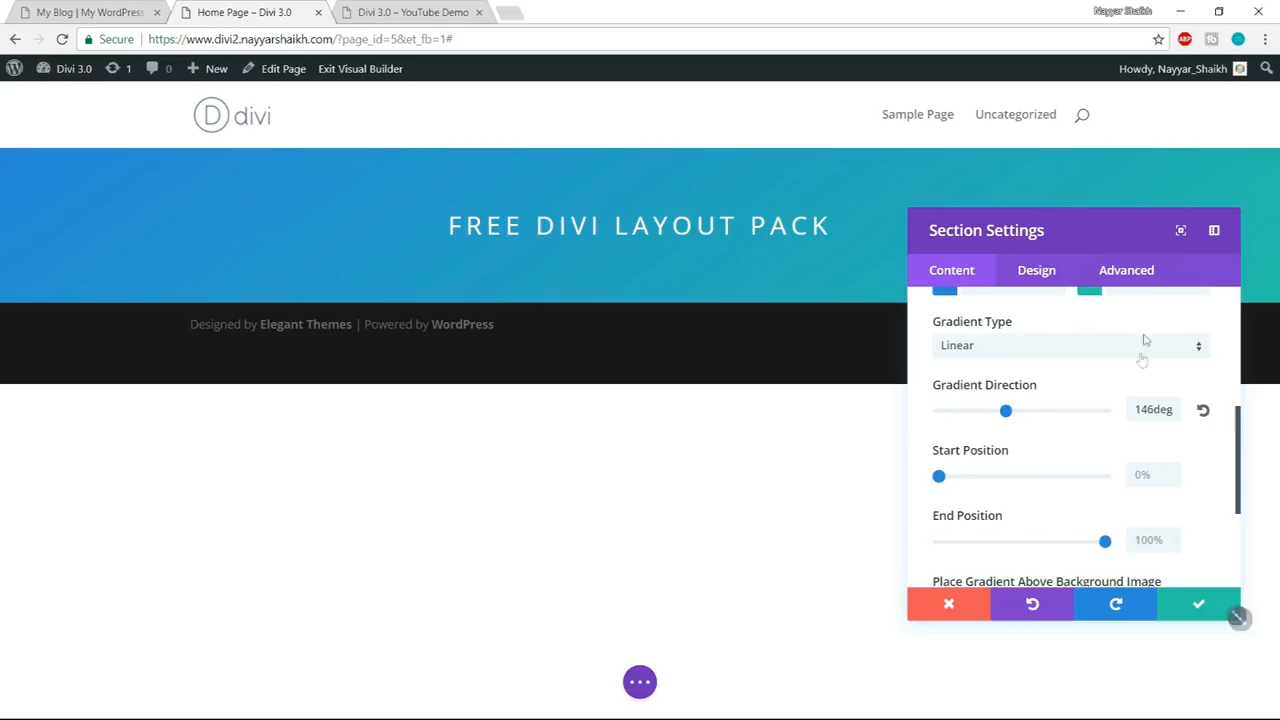 My Blog | My WordPress
Home Page – Divi 3.0
Divi 3.0 – YouTube Demo
Nayyar Shaikh
Secure
https://www.divi2.nayyarshaikh.com/?page_id=5&et_fb=1#
ABP
tb
Divi 3.0
1
0
New
Edit Page
Exit Visual Builder
Howdy, Nayyar_Shaikh
D divi
Sample Page
Uncategorized
FREE DIVI LAYOUT PACK
Designed by Elegant Themes | Powered by WordPress
Section Settings
Content
Design
Advanced
Gradient Type
Linear
Gradient Direction
146deg
Start Position
0%
End Position
100%
Place Gradient Above Background Image